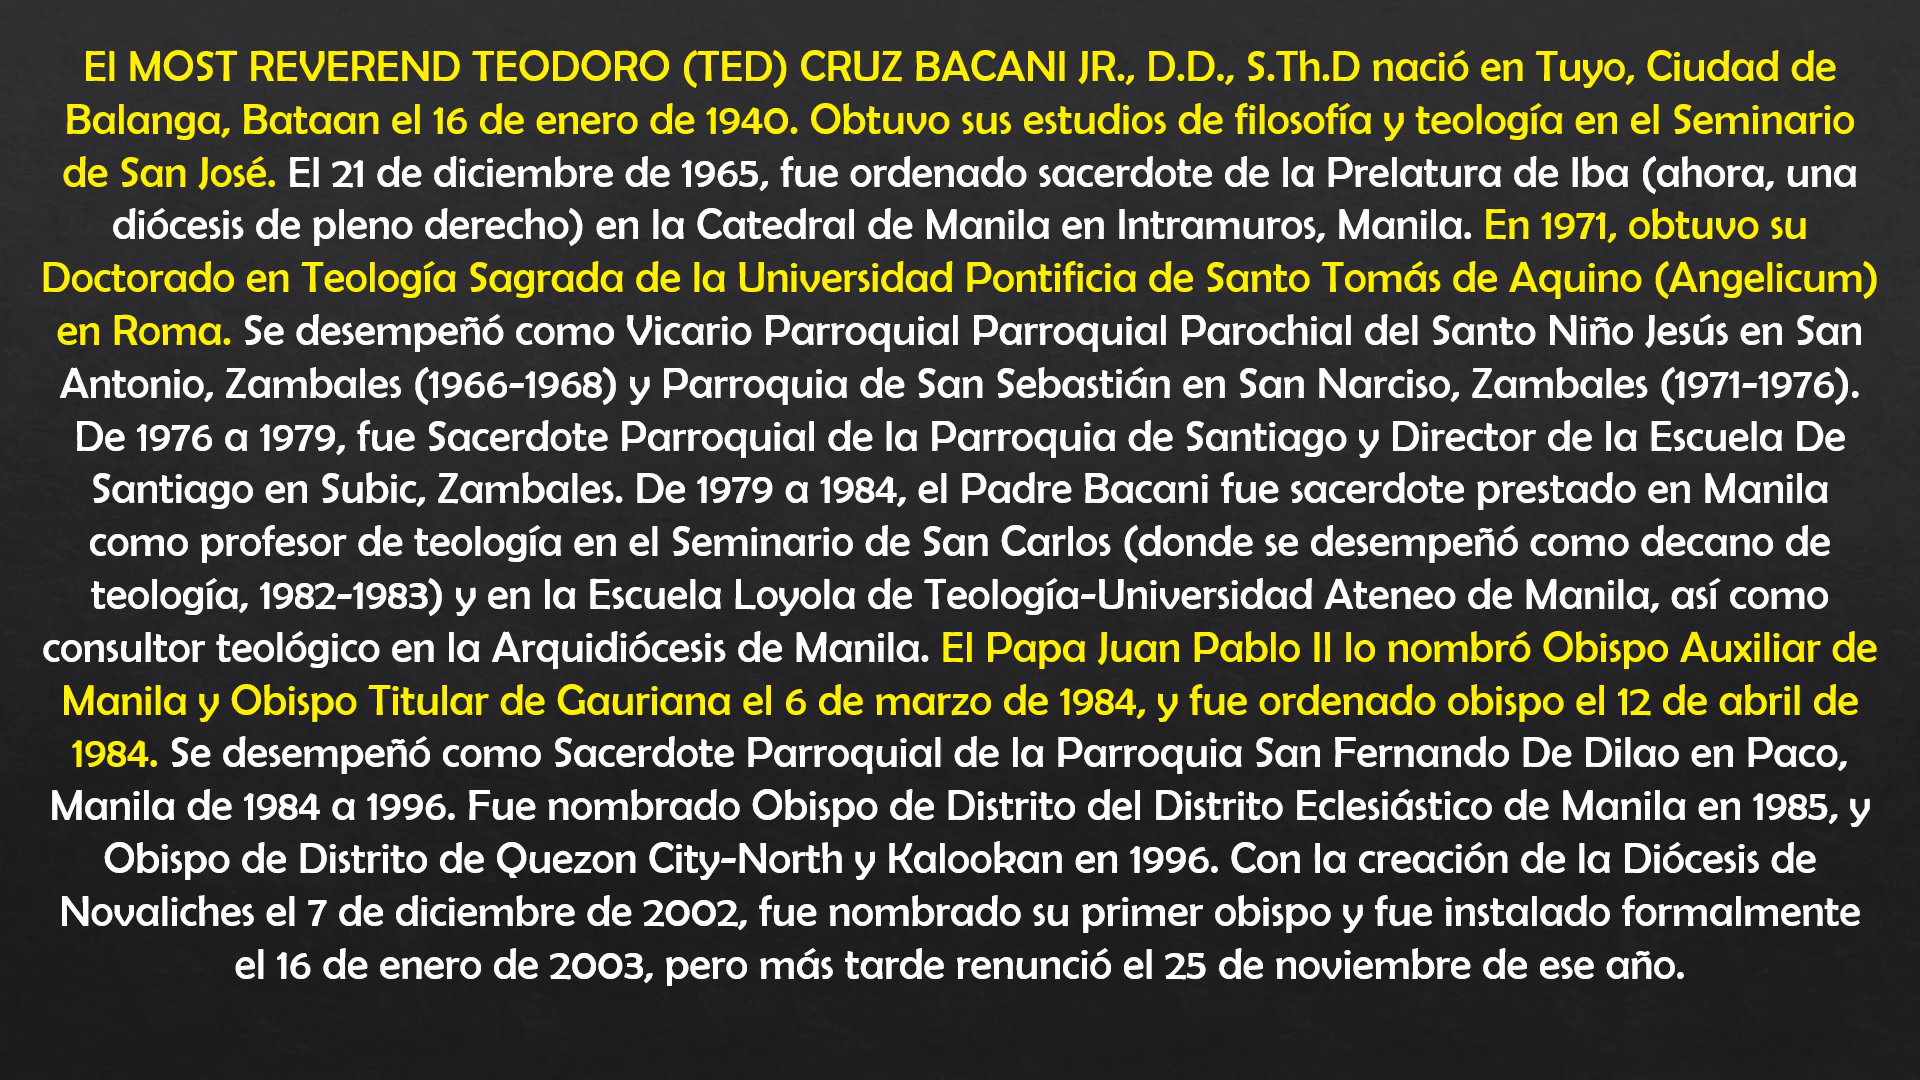 El MOST REVEREND TEODORO (TED) CRUZ BACANI JR., D.D., S.Th.D nació en Tuyo, Ciudad de
Balanga, Bataan el 16 de enero de 1940. Obtuvo sus estudios de filosofía y teología en el Seminario
de San José. El 21 de diciembre de 1965, fue ordenado sacerdote de la Prelatura de Iba (ahora, una
diócesis de pleno derecho) en la Catedral de Manila en Intramuros, Manila. En 1971, obtuvo su
Doctorado en Teología Sagrada de la Universidad Pontificia de Santo Tomás de Aquino (Angelicum)
en Roma. Se desempeñó como Vicario Parroquial Parroquial Parochial del Santo Niño Jesús en San
Antonio, Zambales (1966-1968) y Parroquia de San Sebastián en San Narciso, Zambales (1971-1976).
De 1976 a 1979, fue Sacerdote Parroquial de la Parroquia de Santiago y Director de la Escuela De
Santiago en Subic, Zambales. De 1979 a 1984, el Padre Bacani fue sacerdote prestado en Manila
como profesor de teología en el Seminario de San Carlos (donde se desempeñó como decano de
teología, 1982-1983) y en la Escuela Loyola de Teología-Universidad Ateneo de Manila, así como
consultor teológico en la Arquidiócesis de Manila. El Papa Juan Pablo II lo nombró Obispo Auxiliar de
Manila y Obispo Titular de Gauriana el 6 de marzo de 1984, y fue ordenado obispo el 12 de abril de
1984. Se desempeñó como Sacerdote Parroquial de la Parroquia San Fernando De Dilao en Paco,
Manila de 1984 a 1996. Fue nombrado Obispo de Distrito del Distrito Eclesiástico de Manila en 1985, y
Obispo de Distrito de Quezon City-North y Kalookan en 1996. Con la creación de la Diócesis de
Novaliches el 7 de diciembre de 2002, fue nombrado su primer obispo y fue instalado formalmente
el 16 de enero de 2003, pero más tarde renunció el 25 de noviembre de ese año.